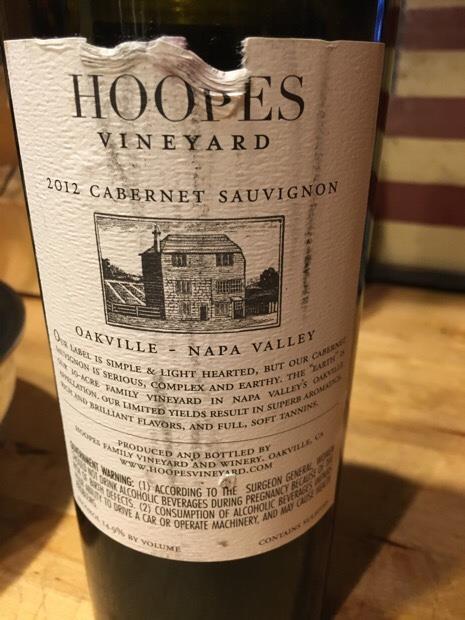 HOOPES
VINEYARD
2012 CABERNET SAUVIGNON
OAKVILLE - NAPA VALLEY
OUR LABEL IS SIMPLE & LIGHT HEARTED, BUT OUR CABERNET
SAUVIGNON IS SERIOUS, COMPLEX AND EARTHY. THE "EARTH" IS
OUR 10-ACRE FAMILY VINEYARD IN NAPA VALLEY'S OAKVILLE
APPELLATION. OUR LIMITED YIELDS RESULT IN SUPERB AROMATICS,
RICH AND BRILLIANT FLAVORS, AND FULL, SOFT TANNINS.
PRODUCED AND BOTTLED BY
HOOPES FAMILY VINEYARD AND WINERY, OAKVILLE, CA
WWW.HOOPESVINEYARD.COM
GOVERNMENT WARNING: (1) ACCORDING TO THE SURGEON GENERAL, WOMEN
NOT DRINK ALCOHOLIC BEVERAGES DURING PREGNANCY BECAUSE OF THE
DEFECTS. (2) CONSUMPTION OF ALCOHOLIC BEVERAGES
TO DRIVE A CAR OR OPERATE MACHINERY, AND MAY CAUSE
14.9% BY VOLUME
CONTAINS